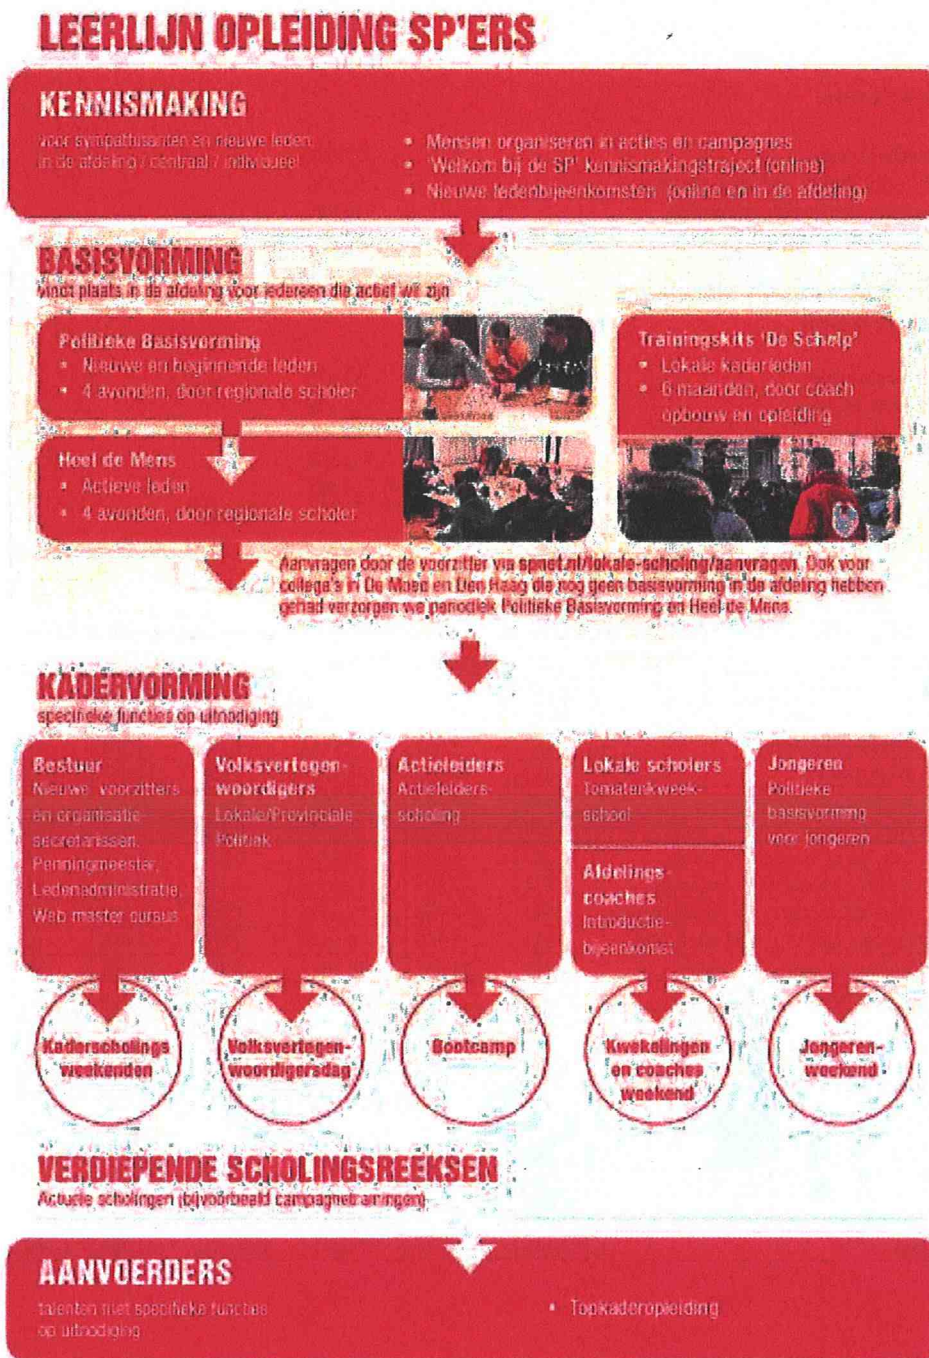 LEERLIJN OPLEIDING SP'ERS
KENNISMAKING
voor sympathisanten en nieuwe leden
in de afdeling / centraal / individueel
• Mensen organiseren in acties en campagnes
• 'Welkom bij de SP' kennismakingstraject (online)
• Nieuwe ledenbijeenkomsten (online en in de afdeling)
BASISVORMING
vindt plaats in de afdeling voor iedereen die actief wil zijn
Politieke Basisvorming
• Nieuwe en beginnende leden
• 4 avonden, door regionale scholer
Heel de Mens
• Actieve leden
• 4 avonden, door regionale scholer
Trainingskits 'De Schelp'
• Lokale kaderleden
• 6 maanden, door coach
opbouw en opleiding
Aanvragen door de voorzitter via spnet.nl/lokale-scholing/aanvragen. Ook voor
collega's in De Moed en Den Haag die nog geen basisvorming in de afdeling hebben
gehad verzorgen we periodiek Politieke Basisvorming en Heel de Mens.
KADERVORMING
specifieke functies op uitnodiging
Bestuur
Nieuwe voorzitters
en organisatie-
secretarissen.
Penningmeester,
Ledenadministratie,
Web master cursus
Volksvertegen-
woordigers
Lokale/Provinciale
Politiek
Actieleiders
Actieleiders-
scholing
Lokale scholers
Tomatenkweek-
school
Afdelings-
coaches
Introductie-
bijeenkomst
Jongeren
Politieke
basisvorming
voor jongeren
Kaderscholings
weekenden
Volksvertegen-
woordigersdag
Bootcamp
Kwekelingen
en coaches
weekend
Jongeren-
weekend
VERDIEPENDE SCHOLINGSREEKSEN
Actuele scholingen (bijvoorbeeld campagnetrainingen)
AANVOERDERS
talenten met specifieke functies
op uitnodiging
• Topkaderopleiding